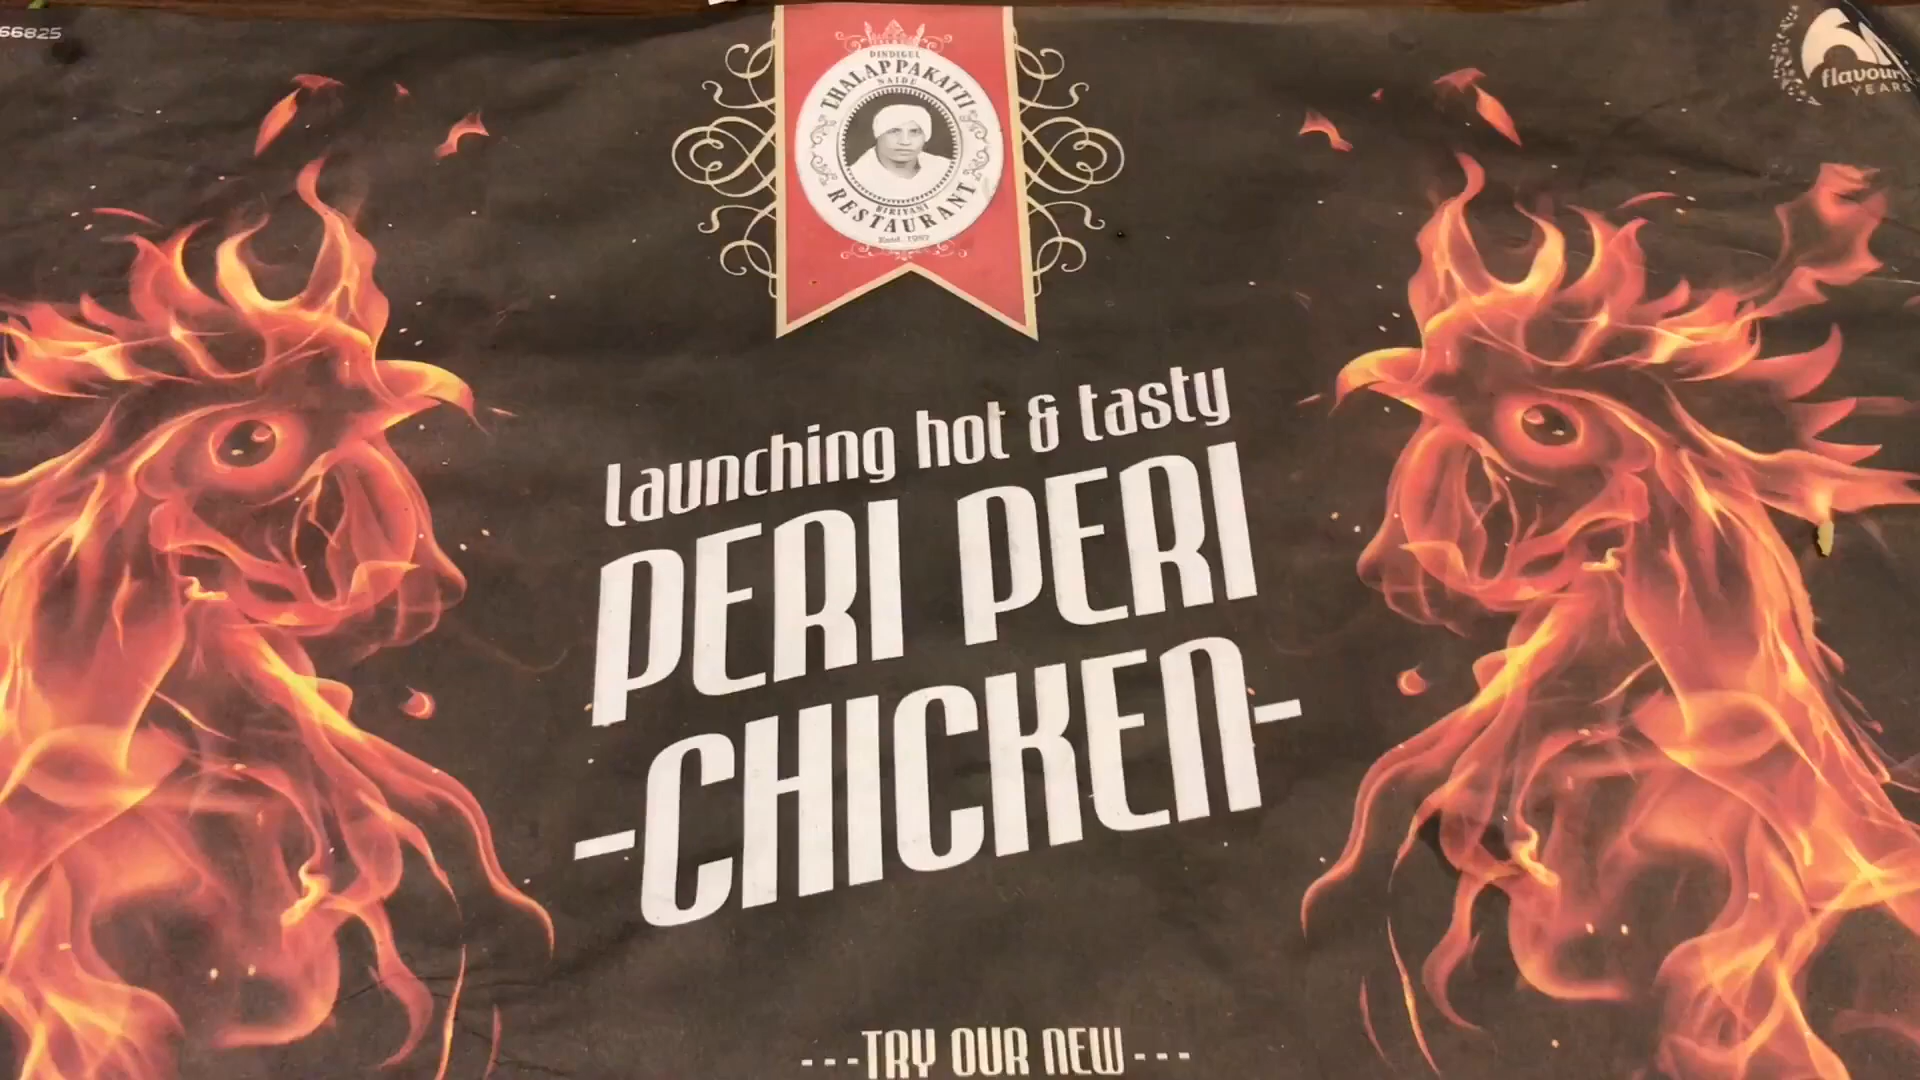 66825
DINDIGUL
THALAPPAKATTI
NAIDU
BIRIYANI
RESTAURANT
Estd. 1957
flavour
YEARS
Launching hot & tasty
PERI PERI
-CHICKEN-
---TRY OUR NEW---